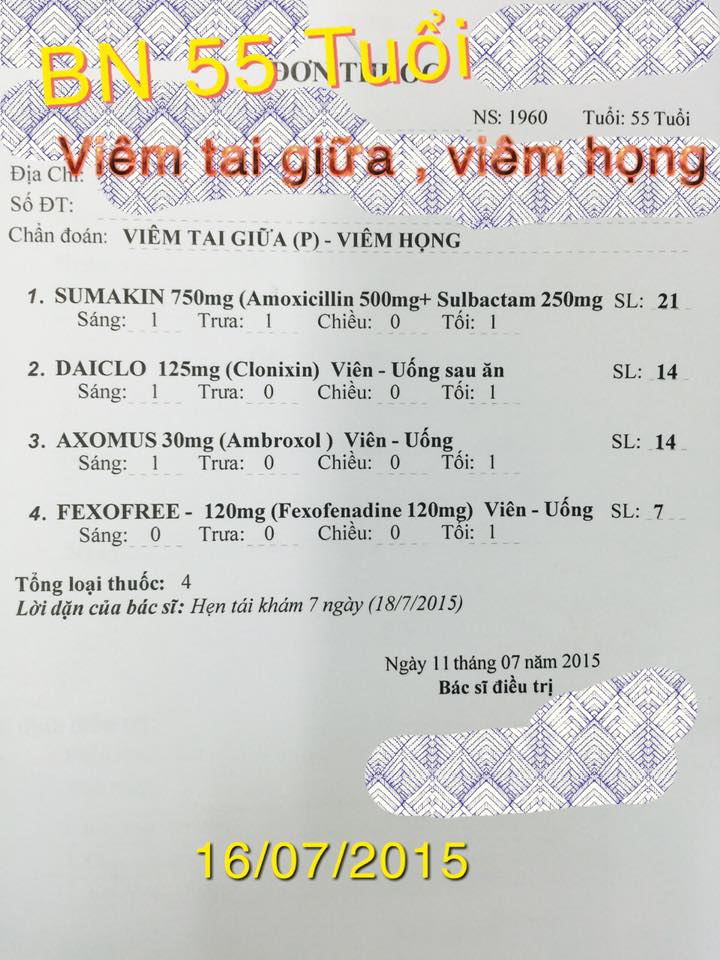 BN 55 Tuổi
NS: 1960 Tuổi: 55 Tuổi
Viêm tai giữa , viêm họng
Địa Chỉ:
Số ĐT:
Chẩn đoán: VIÊM TAI GIỮA (P) - VIÊM HỌNG
1. SUMAKIN 750mg (Amoxicillin 500mg+ Sulbactam 250mg SL: 21
Sáng: 1 Trưa: 1 Chiều: 0 Tối: 1
2. DAICLO 125mg (Clonixin) Viên - Uống sau ăn SL: 14
Sáng: 1 Trưa: 0 Chiều: 0 Tối: 1
3. AXOMUS 30mg (Ambroxol ) Viên - Uống SL: 14
Sáng: 1 Trưa: 0 Chiều: 0 Tối: 1
4. FEXOFREE - 120mg (Fexofenadine 120mg) Viên - Uống SL: 7
Sáng: 0 Trưa: 0 Chiều: 0 Tối: 1
Tổng loại thuốc: 4
Lời dặn của bác sĩ: Hẹn tái khám 7 ngày (18/7/2015)
Ngày 11 tháng 07 năm 2015
Bác sĩ điều trị
16/07/2015